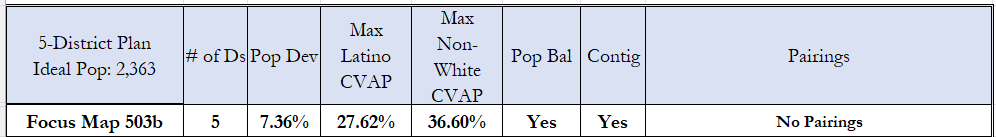 5-District Plan
Ideal Pop: 2,363
# of Ds
Pop Dev
Max
Latino
CVAP
Max
Non-
White
CVAP
Pop Bal
Contig
Pairings
Focus Map 503b
5
7.36%
27.62%
36.60%
Yes
Yes
No Pairings